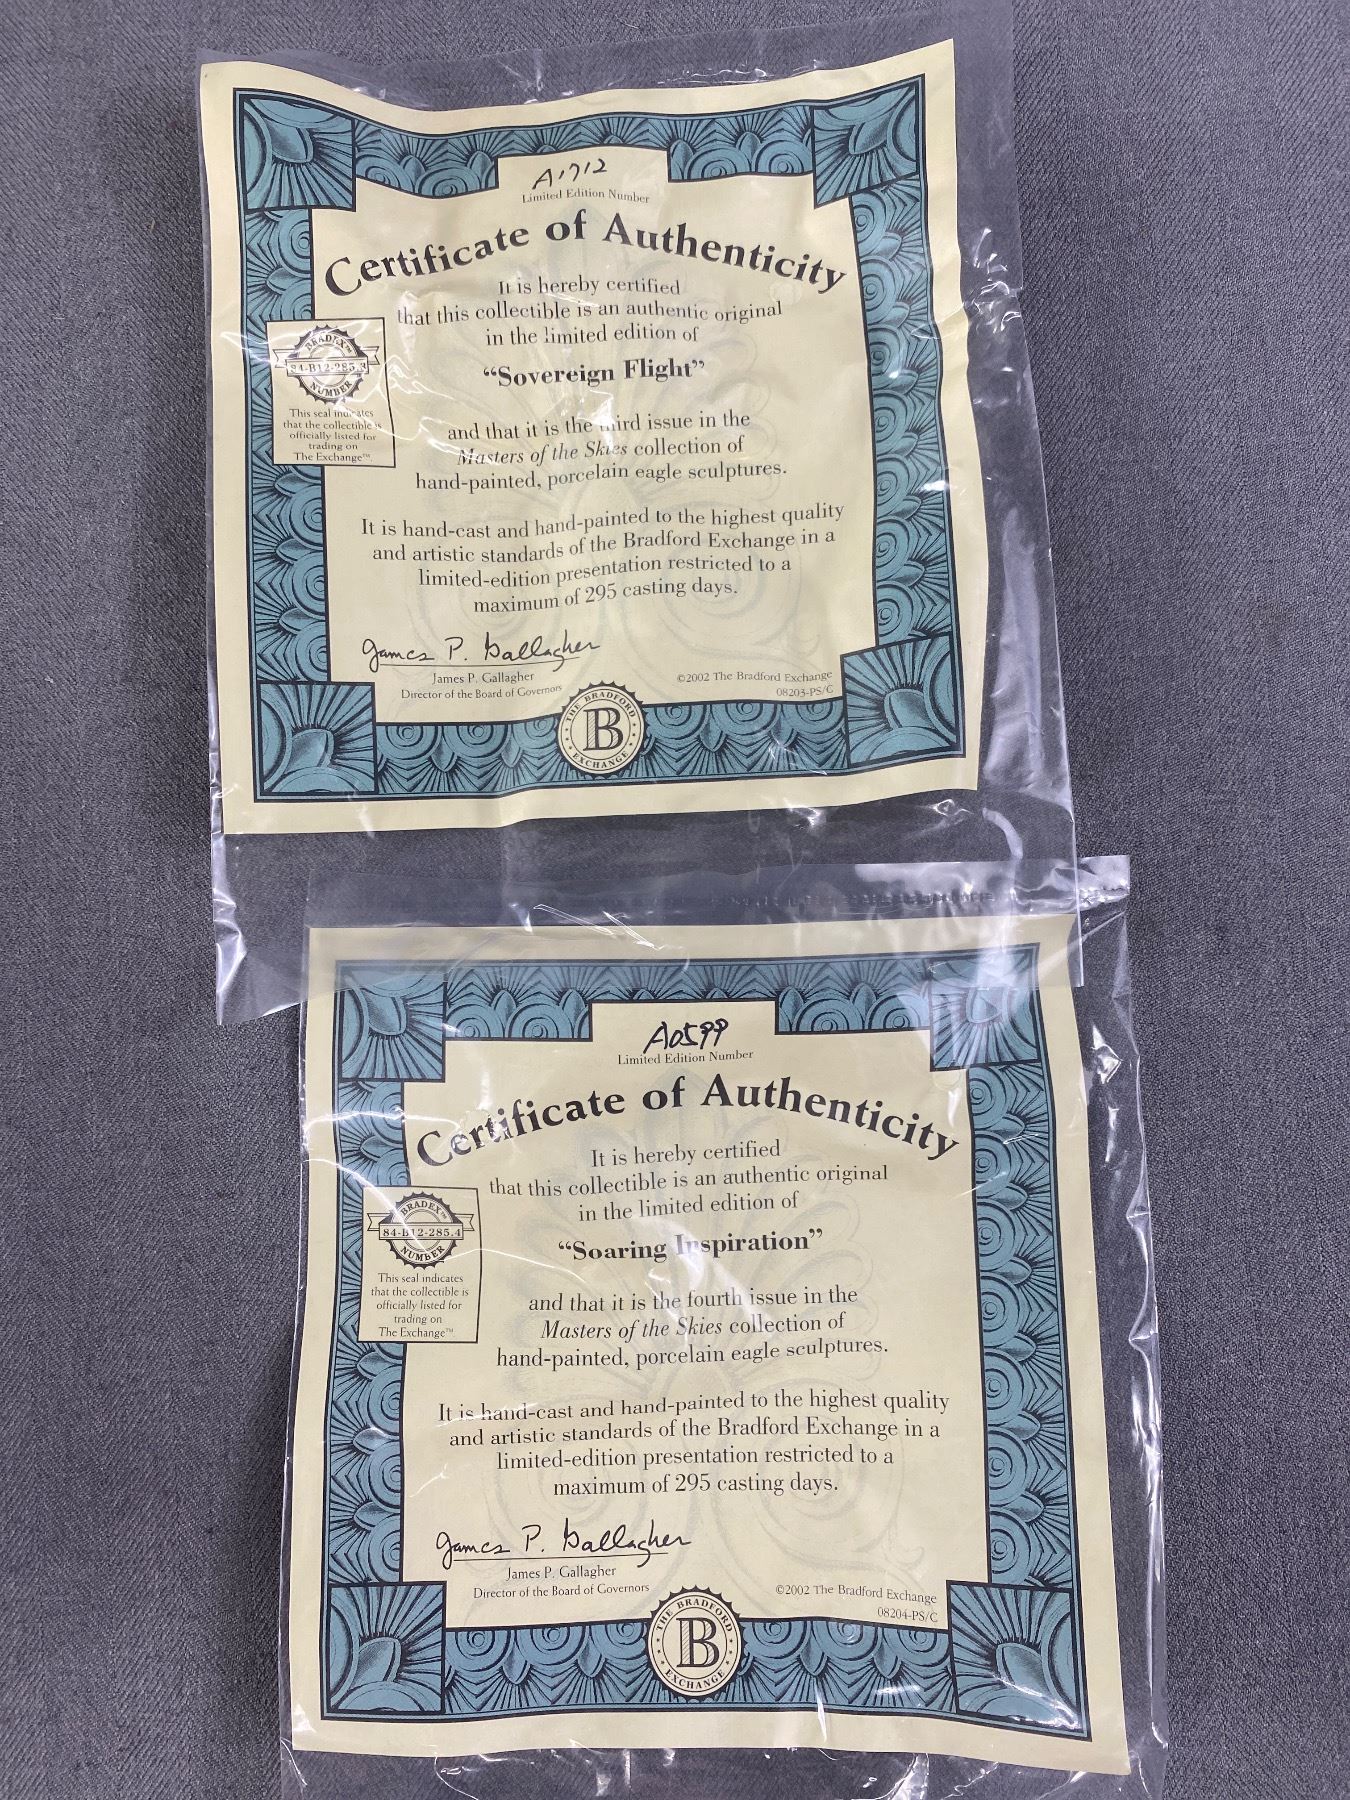 A1712
Limited Edition Number
Certificate of Authenticity
It is hereby certified
that this collectible is an authentic original
in the limited edition of
“Sovereign Flight”
and that it is the third issue in the
Masters of the Skies collection of
hand-painted, porcelain eagle sculptures.
It is hand-cast and hand-painted to the highest quality
and artistic standards of the Bradford Exchange in a
limited-edition presentation restricted to a
maximum of 295 casting days.
BRADEX™
84-B12-285.3
NUMBER
This seal indicates
that the collectible is
officially listed for
trading on
The Exchange™
James P. Gallagher
James P. Gallagher
Director of the Board of Governors
©2002 The Bradford Exchange
08203-PS/C
THE BRADFORD
B
EXCHANGE
A0599
Limited Edition Number
Certificate of Authenticity
It is hereby certified
that this collectible is an authentic original
in the limited edition of
“Soaring Inspiration”
and that it is the fourth issue in the
Masters of the Skies collection of
hand-painted, porcelain eagle sculptures.
It is hand-cast and hand-painted to the highest quality
and artistic standards of the Bradford Exchange in a
limited-edition presentation restricted to a
maximum of 295 casting days.
BRADEX™
84-B12-285.4
NUMBER
This seal indicates
that the collectible is
officially listed for
trading on
The Exchange™
James P. Gallagher
James P. Gallagher
Director of the Board of Governors
©2002 The Bradford Exchange
08204-PS/C
THE BRADFORD
B
EXCHANGE